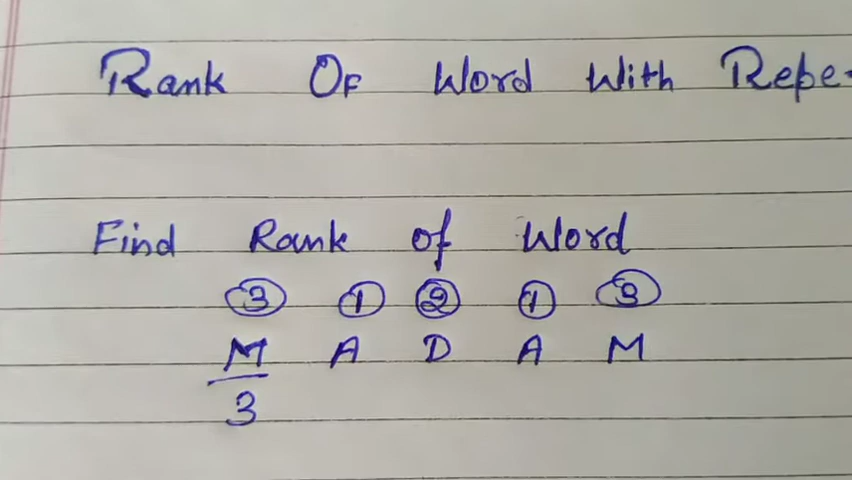 Rank Of Word With Repe
Find Rank of Word
3 1 2 1 3
M A D A M
3